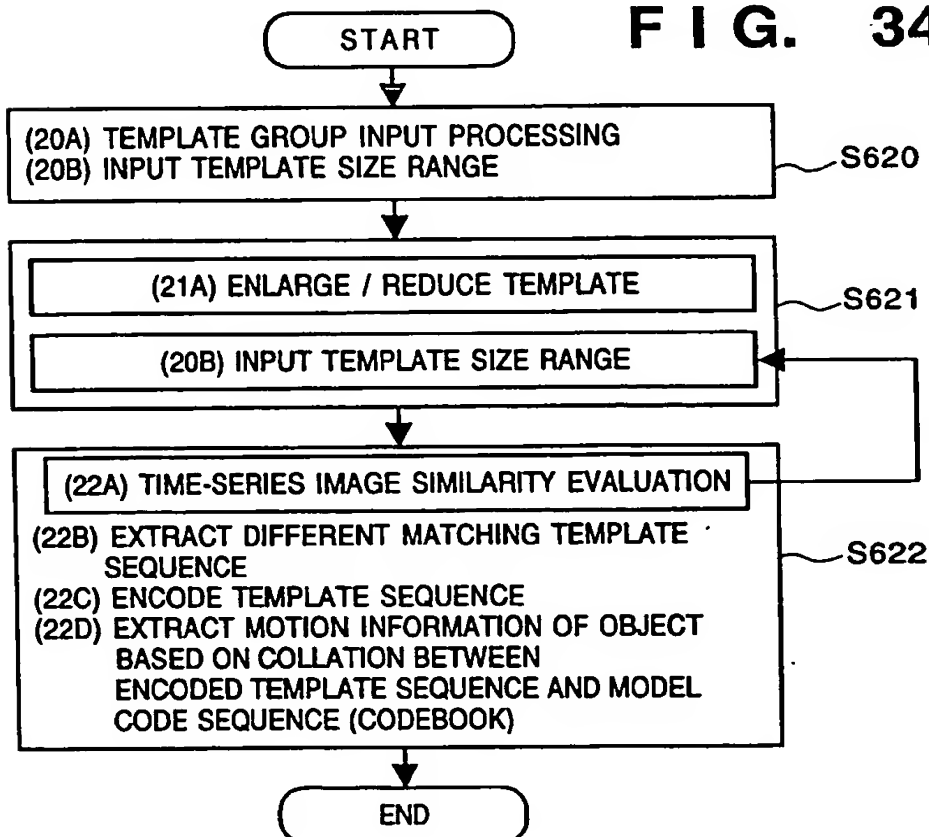 START
F I G. 34
(20A) TEMPLATE GROUP INPUT PROCESSING
(20B) INPUT TEMPLATE SIZE RANGE
S620
(21A) ENLARGE / REDUCE TEMPLATE
S621
(20B) INPUT TEMPLATE SIZE RANGE
(22A) TIME-SERIES IMAGE SIMILARITY EVALUATION
(22B) EXTRACT DIFFERENT MATCHING TEMPLATE
SEQUENCE
S622
(22C) ENCODE TEMPLATE SEQUENCE
(22D) EXTRACT MOTION INFORMATION OF OBJECT
BASED ON COLLATION BETWEEN
ENCODED TEMPLATE SEQUENCE AND MODEL
CODE SEQUENCE (CODEBOOK)
END